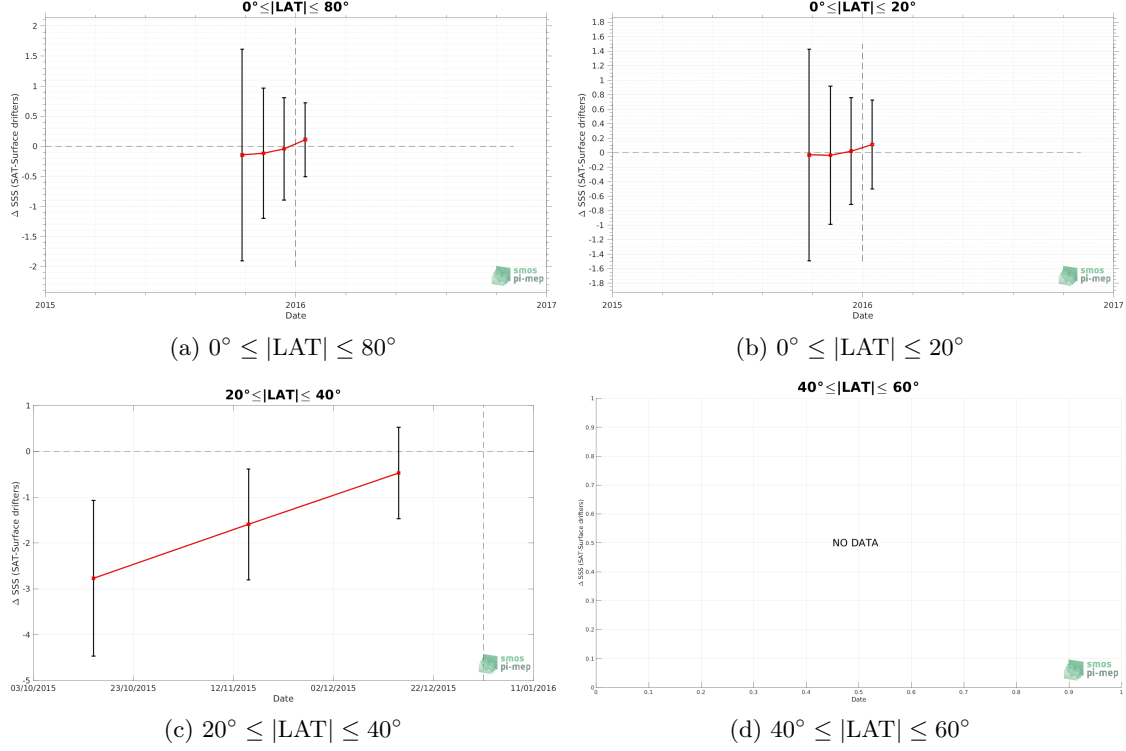 0°≤|LAT|≤ 80°
2
1.5
1
0.5
0
-0.5
-1
-1.5
-2
Δ SSS (SAT-Surface drifters)
2015
2016
2017
Date
smos
pi-mep
(a) 0° ≤ |LAT| ≤ 80°
0°≤|LAT|≤ 20°
1.8
1.6
1.4
1.2
1
0.8
0.6
0.4
0.2
0
-0.2
-0.4
-0.6
-0.8
-1
-1.2
-1.4
-1.6
-1.8
Δ SSS (SAT-Surface drifters)
2015
2016
2017
Date
smos
pi-mep
(b) 0° ≤ |LAT| ≤ 20°
20°≤|LAT|≤ 40°
1
0
-1
-2
-3
-4
-5
Δ SSS (SAT-Surface drifters)
03/10/2015
23/10/2015
12/11/2015
02/12/2015
22/12/2015
11/01/2016
Date
smos
pi-mep
(c) 20° ≤ |LAT| ≤ 40°
40°≤|LAT|≤ 60°
1
0.9
0.8
0.7
0.6
0.5
0.4
0.3
0.2
0.1
0
Δ SSS (SAT-Surface drifters)
NO DATA
0
0.1
0.2
0.3
0.4
0.5
0.6
0.7
0.8
0.9
1
Date
smos
pi-mep
(d) 40° ≤ |LAT| ≤ 60°